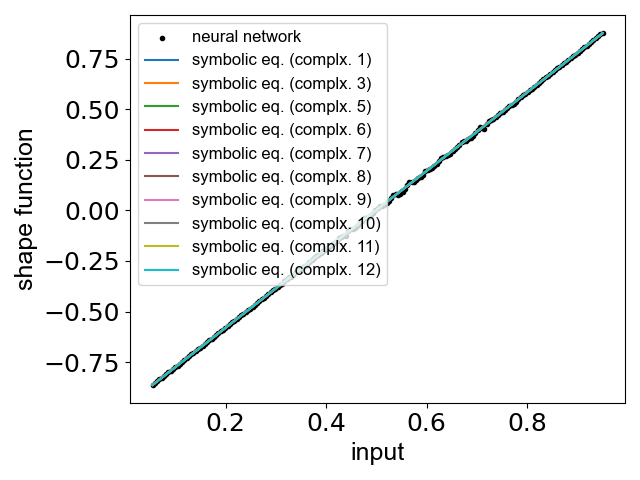 neural network
symbolic eq. (complx. 1)
symbolic eq. (complx. 3)
symbolic eq. (complx. 5)
symbolic eq. (complx. 6)
symbolic eq. (complx. 7)
symbolic eq. (complx. 8)
symbolic eq. (complx. 9)
symbolic eq. (complx. 10)
symbolic eq. (complx. 11)
symbolic eq. (complx. 12)
0.75
0.50
0.25
0.00
−0.25
−0.50
−0.75
shape function
0.2 0.4 0.6 0.8
input